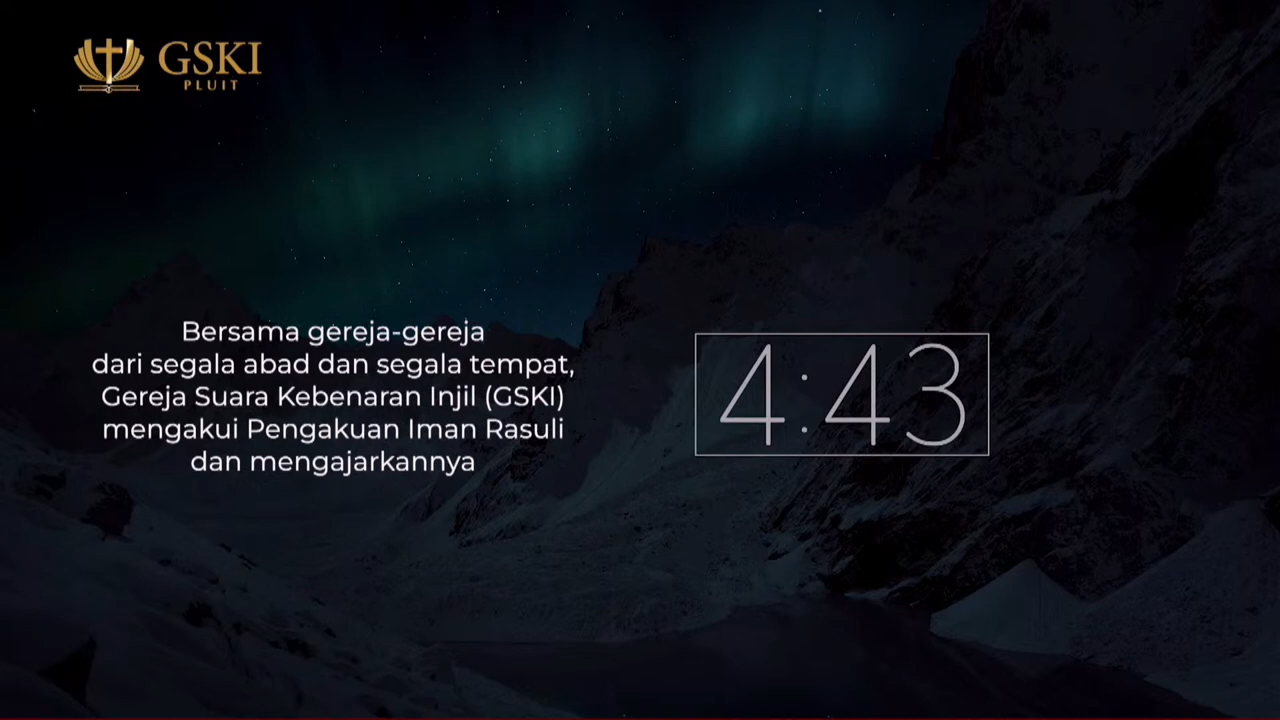 GSKI
PLUIT
Bersama gereja-gereja
dari segala abad dan segala tempat,
Gereja Suara Kebenaran Injil (GSKI)
mengakui Pengakuan Iman Rasuli
dan mengajarkannya
4:43